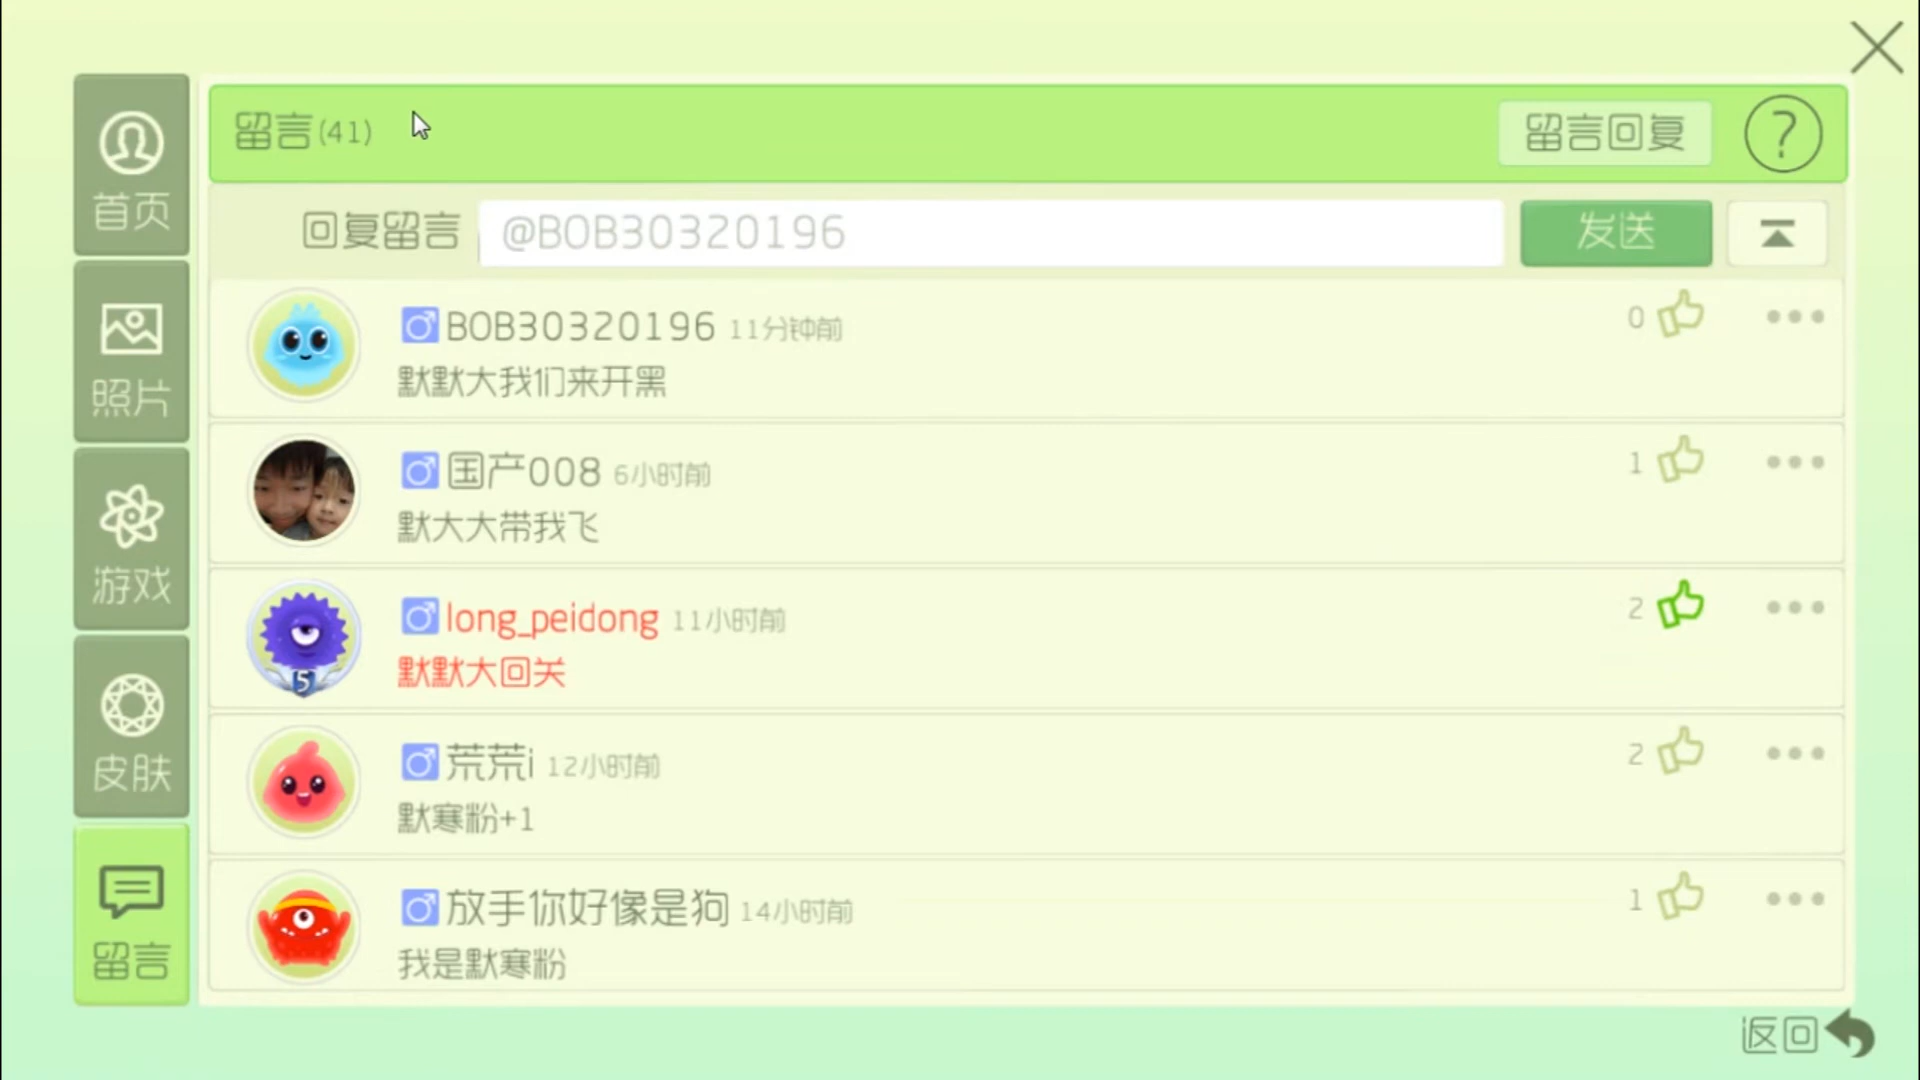 留言(41)
留言回复
?
回复留言
@BOB30320196
发送
首页
照片
游戏
皮肤
留言
BOB30320196 11分钟前
0
默默大我们来开黑
国产008 6小时前
1
默大大带我飞
long_peidong 11小时前
2
5
默默大回关
荒荒i 12小时前
2
默寒粉+1
放手你好像是狗 14小时前
1
我是默寒粉
返回